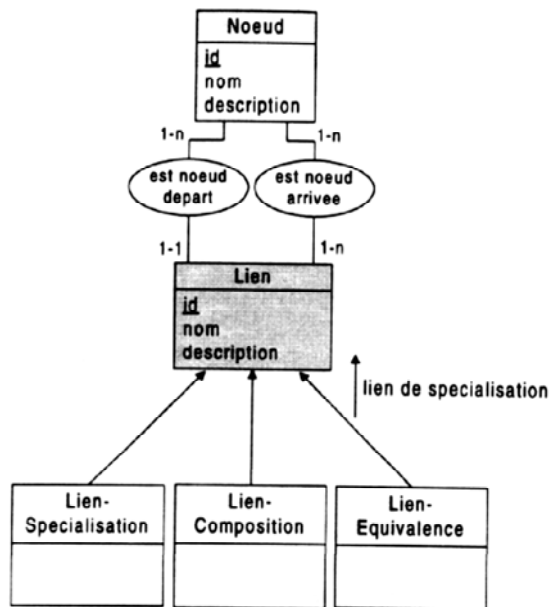 Noeud
id
nom
description
1-n
1-n
est noeud
depart
est noeud
arrivee
1-1
1-n
Lien
id
nom
description
lien de specialisation
Lien-
Specialisation
Lien-
Composition
Lien-
Equivalence